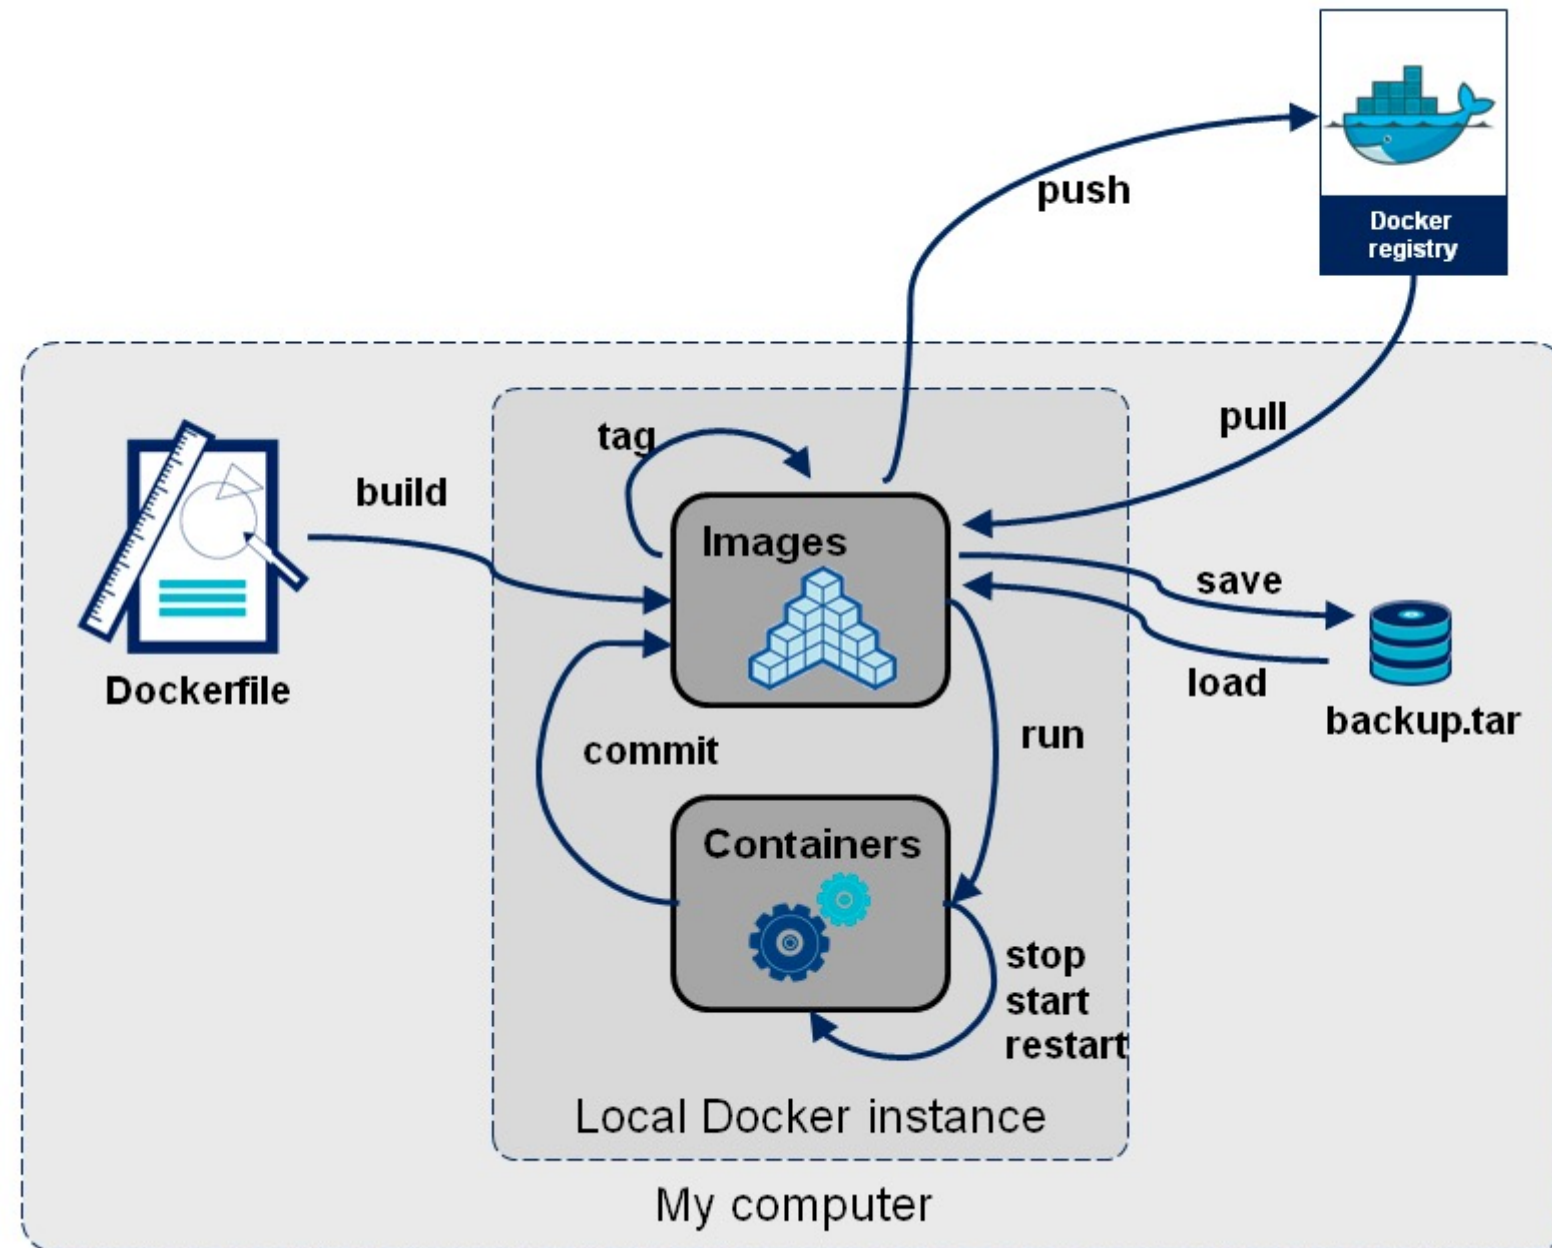 Docker
registry
push
pull
tag
build
Images
save
load
Dockerfile
backup.tar
commit
run
Containers
stop
start
restart
Local Docker instance
My computer